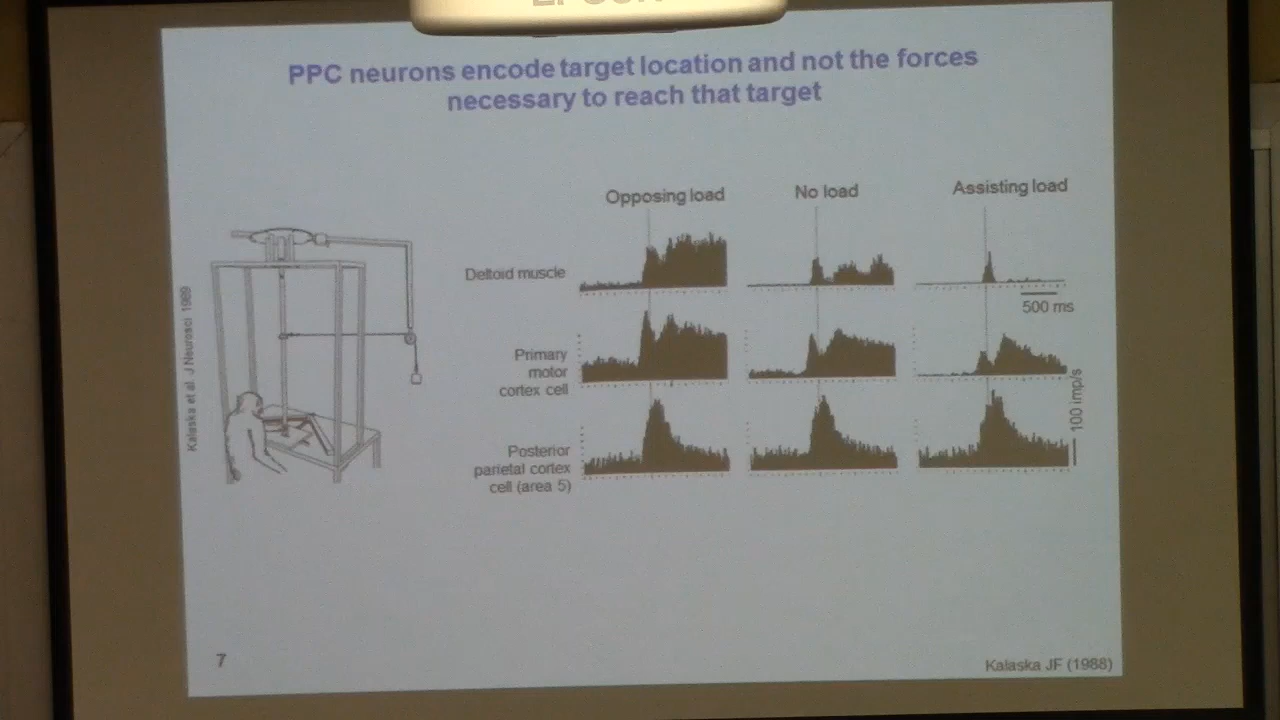 PPC neurons encode target location and not the forces
necessary to reach that target
Opposing load
No load
Assisting load
Deltoid muscle
500 ms
Primary
motor
cortex cell
100 imp/s
Posterior
parietal cortex
cell (area 5)
Kalaska et al. J Neurosci 1989
7
Kalaska JF (1988)